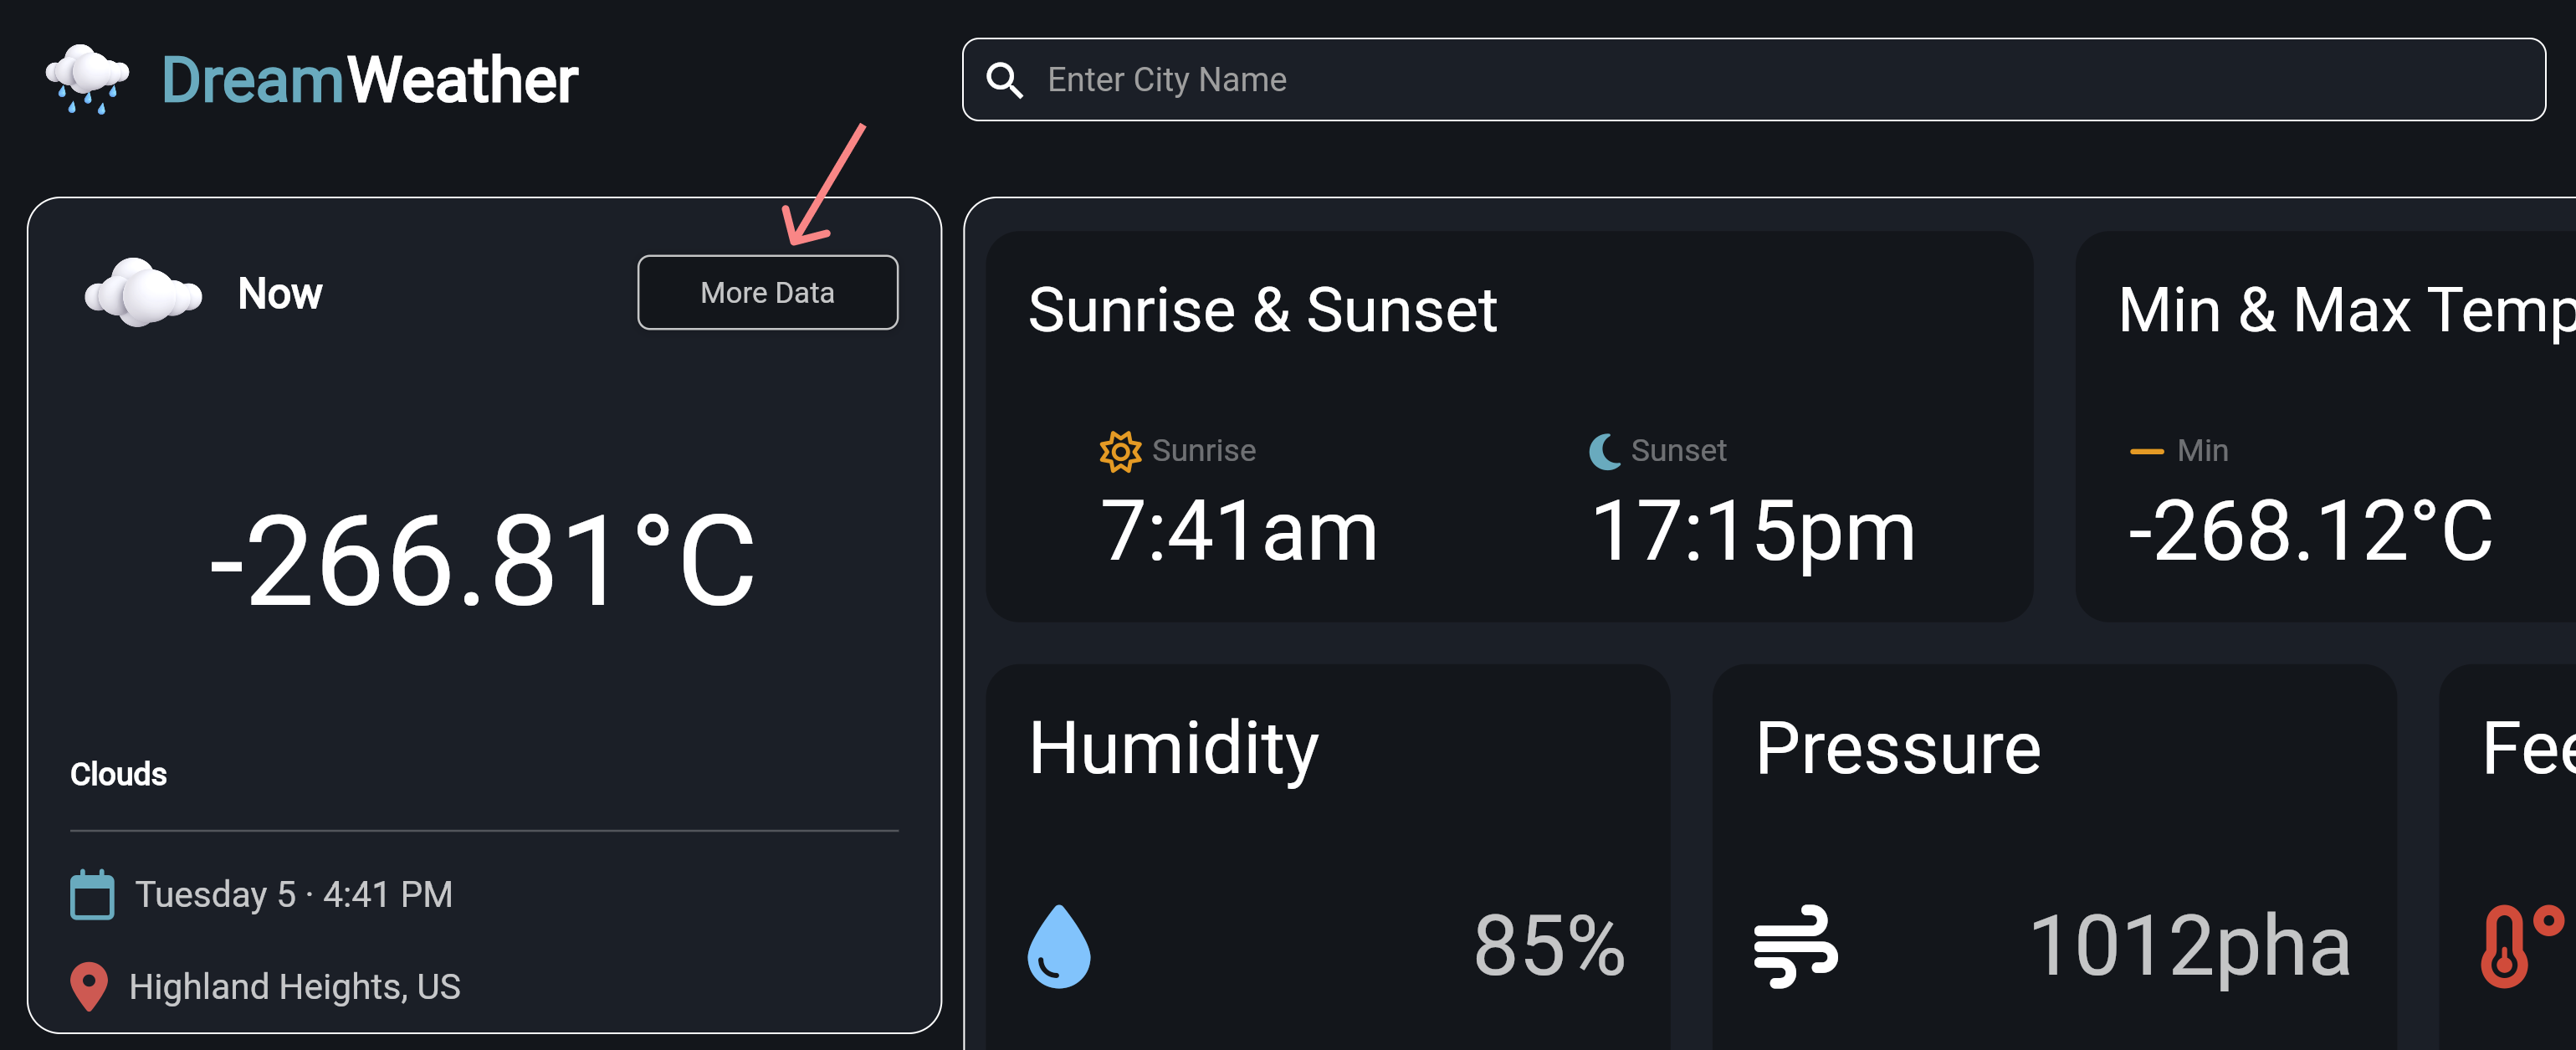 DreamWeather
Enter City Name
Now
More Data
-266.81°C
Clouds
Tuesday 5 · 4:41 PM
Highland Heights, US
Sunrise & Sunset
Sunrise
7:41am
Sunset
17:15pm
Min & Max Temp
Min
-268.12°C
Humidity
85%
Pressure
1012pha